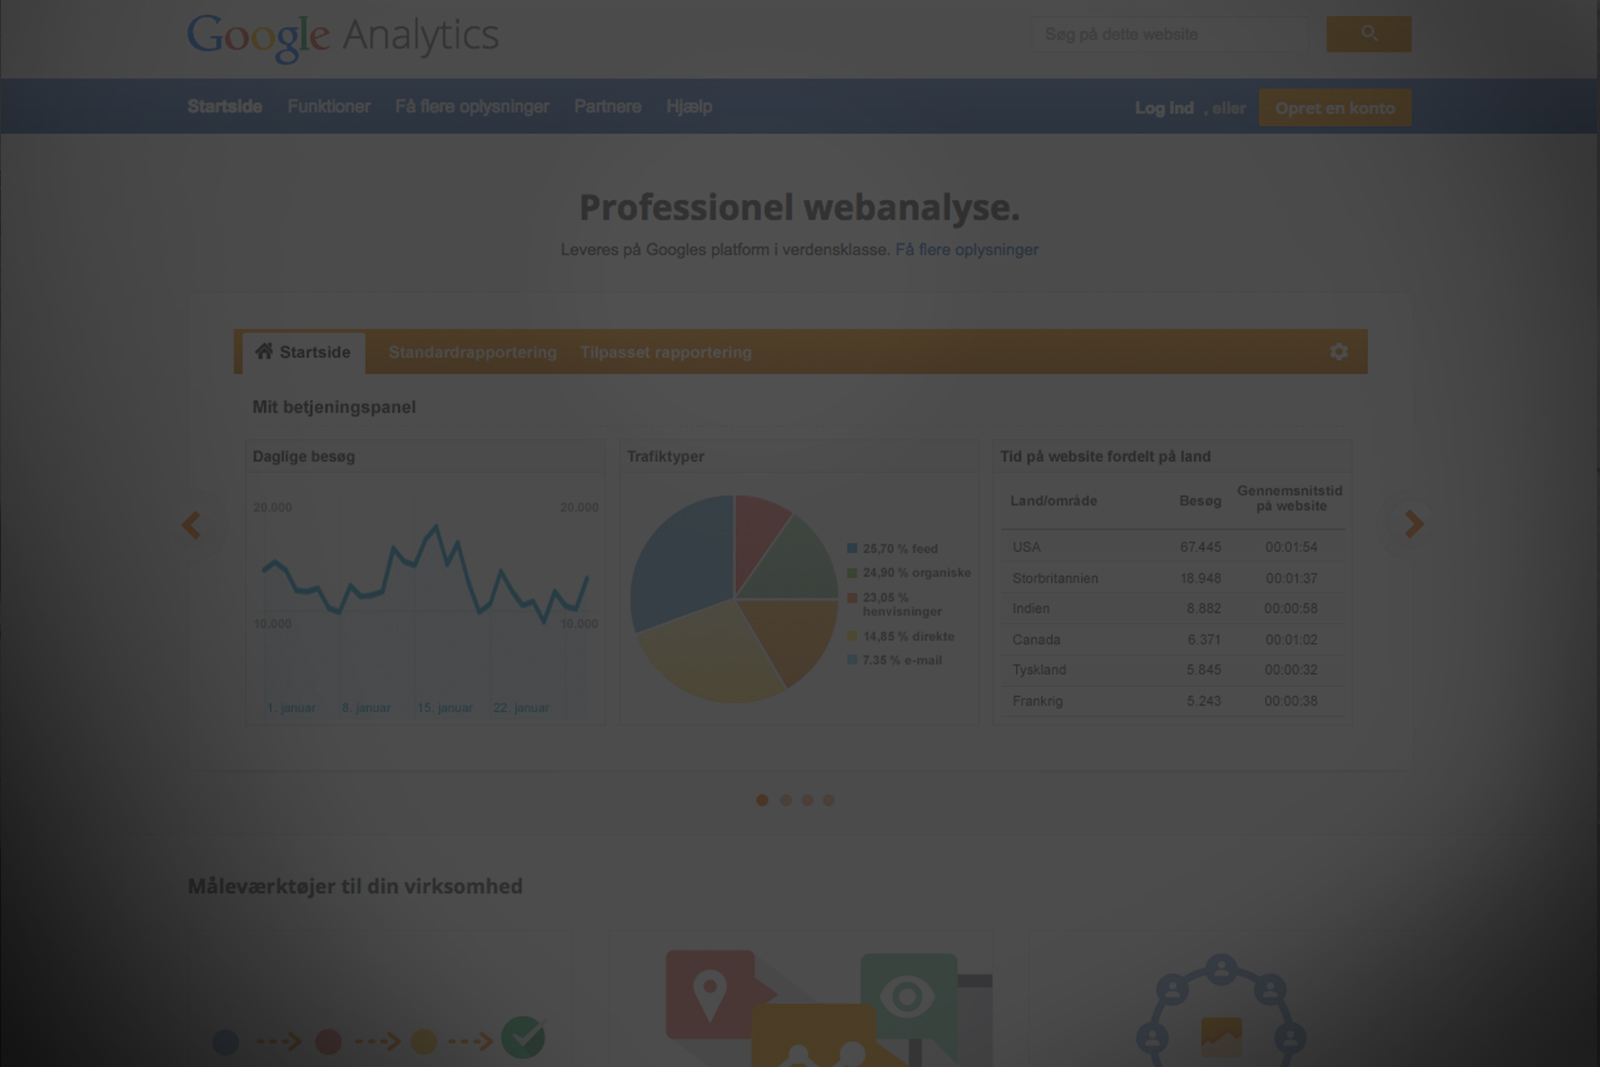 Google Analytics
Søg på dette website
Startside Funktioner Få flere oplysninger Partnere Hjælp
Log ind , eller Opret en konto
Professionel webanalyse.
Leveres på Googles platform i verdensklasse. Få flere oplysninger
Startside Standardrapportering Tilpasset rapportering
Mit betjeningspanel
Daglige besøg
20.000 20.000
10.000 10.000
1. januar 8. januar 15. januar 22. januar
Trafiktyper
25,70 % feed
24,90 % organiske
23,05 %
henvisninger
14,85 % direkte
7.35 % e-mail
Tid på website fordelt på land
Land/område Besøg Gennemsnitstid
på website
USA 67.445 00:01:54
Storbritannien 18.948 00:01:37
Indien 8.882 00:00:58
Canada 6.371 00:01:02
Tyskland 5.845 00:00:32
Frankrig 5.243 00:00:38
Måleværktøjer til din virksomhed